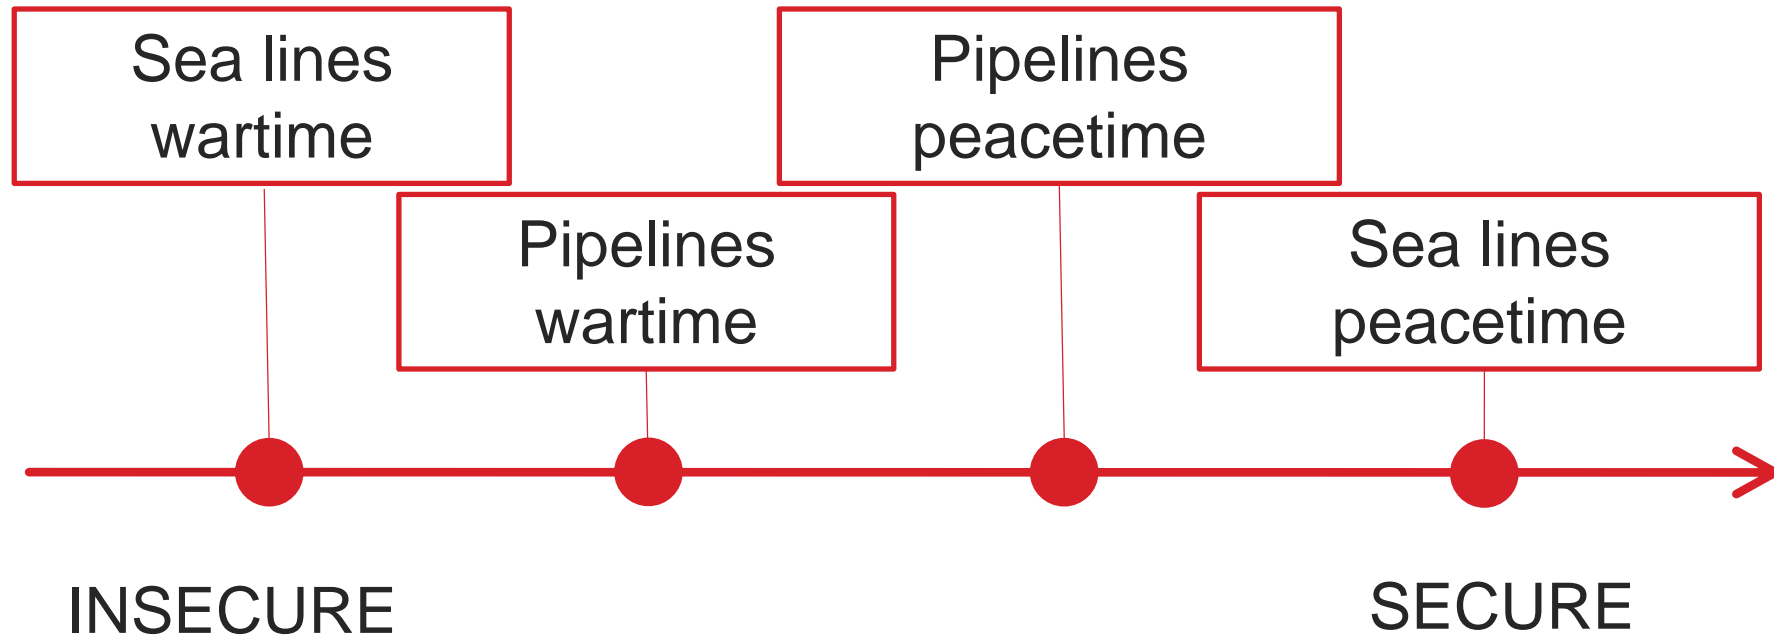 Sea lines
wartime
Pipelines
wartime
Pipelines
peacetime
Sea lines
peacetime
INSECURE
SECURE